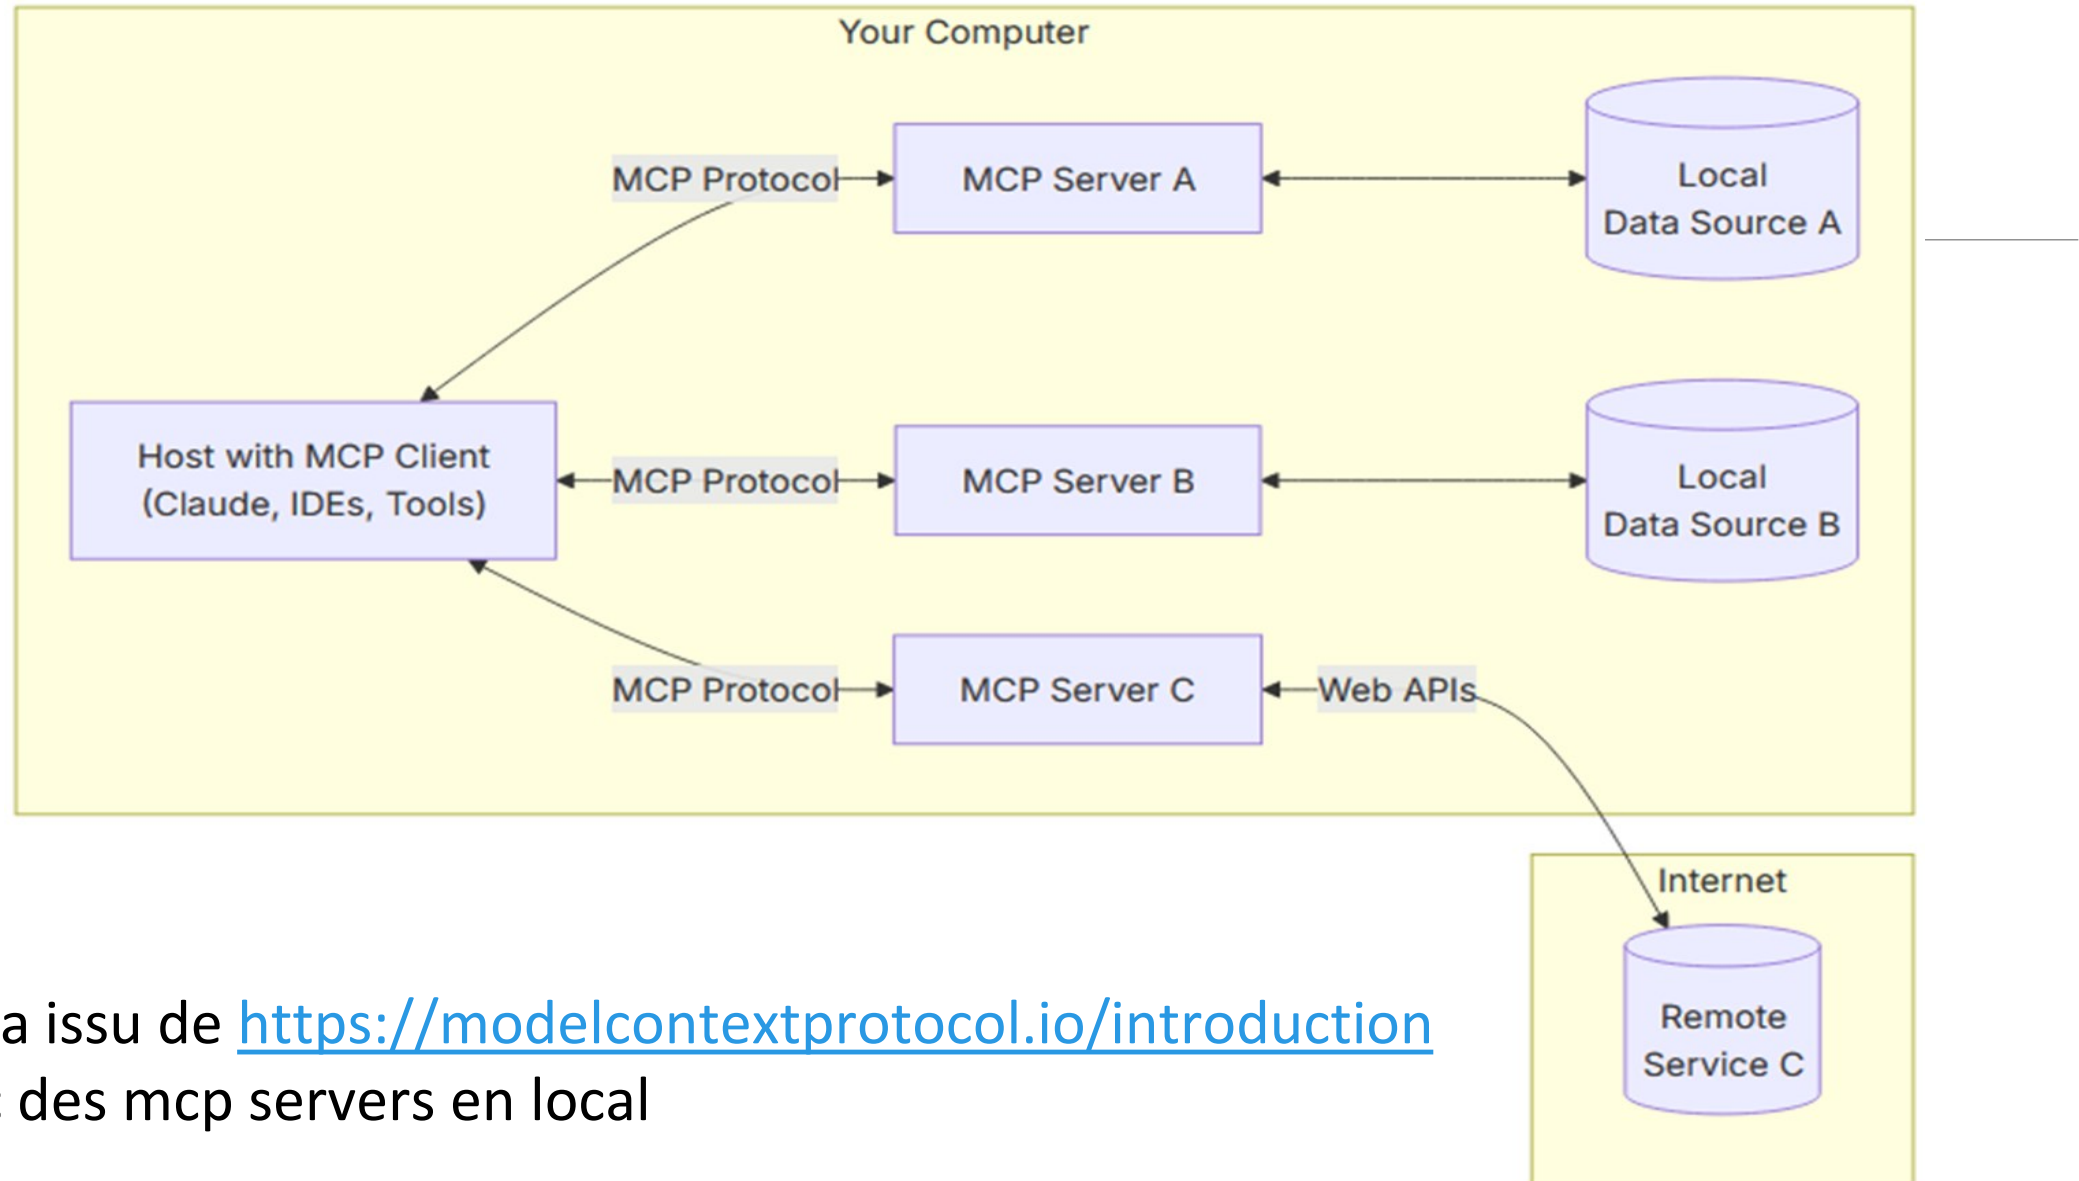 Your Computer
MCP Protocol
MCP Server A
Local
Data Source A
Host with MCP Client
(Claude, IDEs, Tools)
MCP Protocol
MCP Server B
Local
Data Source B
MCP Protocol
MCP Server C
Web APIs
Internet
Remote
Service C
a issu de https://modelcontextprotocol.io/introduction
des mcp servers en local